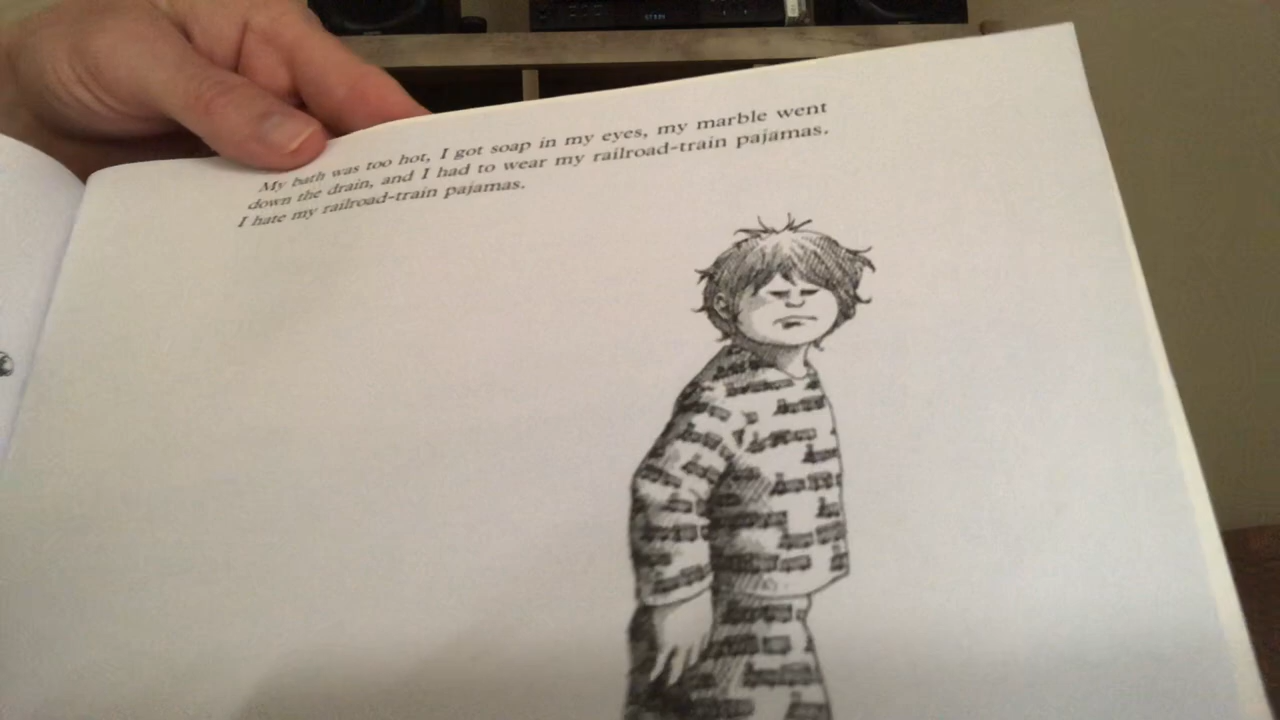 My bath was too hot, I got soap in my eyes, my marble went
down the drain, and I had to wear my railroad-train pajamas.
I hate my railroad-train pajamas.